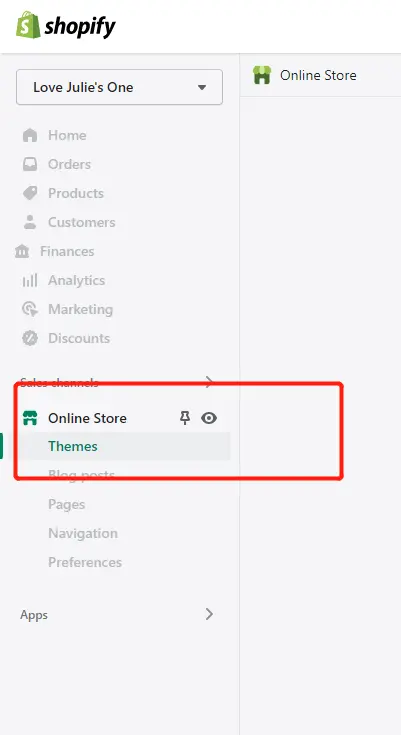 shopify
Love Julie's One
Online Store
Home
Orders
Products
Customers
Finances
Analytics
Marketing
Discounts
Sales channels
Online Store
Themes
Blog posts
Pages
Navigation
Preferences
Apps